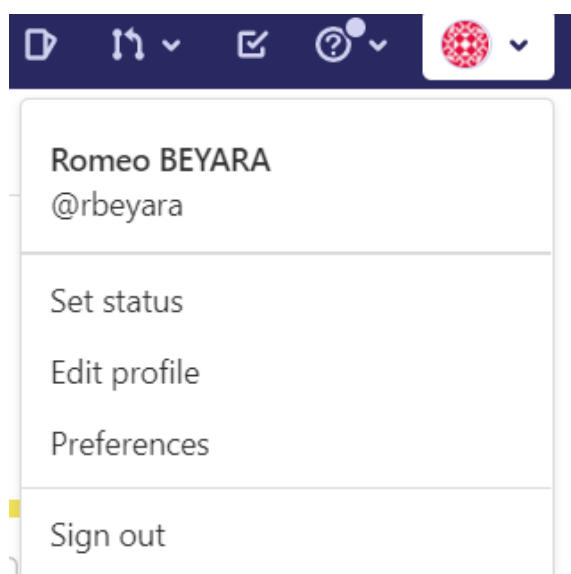 Romeo BEYARA
@rbeyara
Set status
Edit profile
Preferences
Sign out